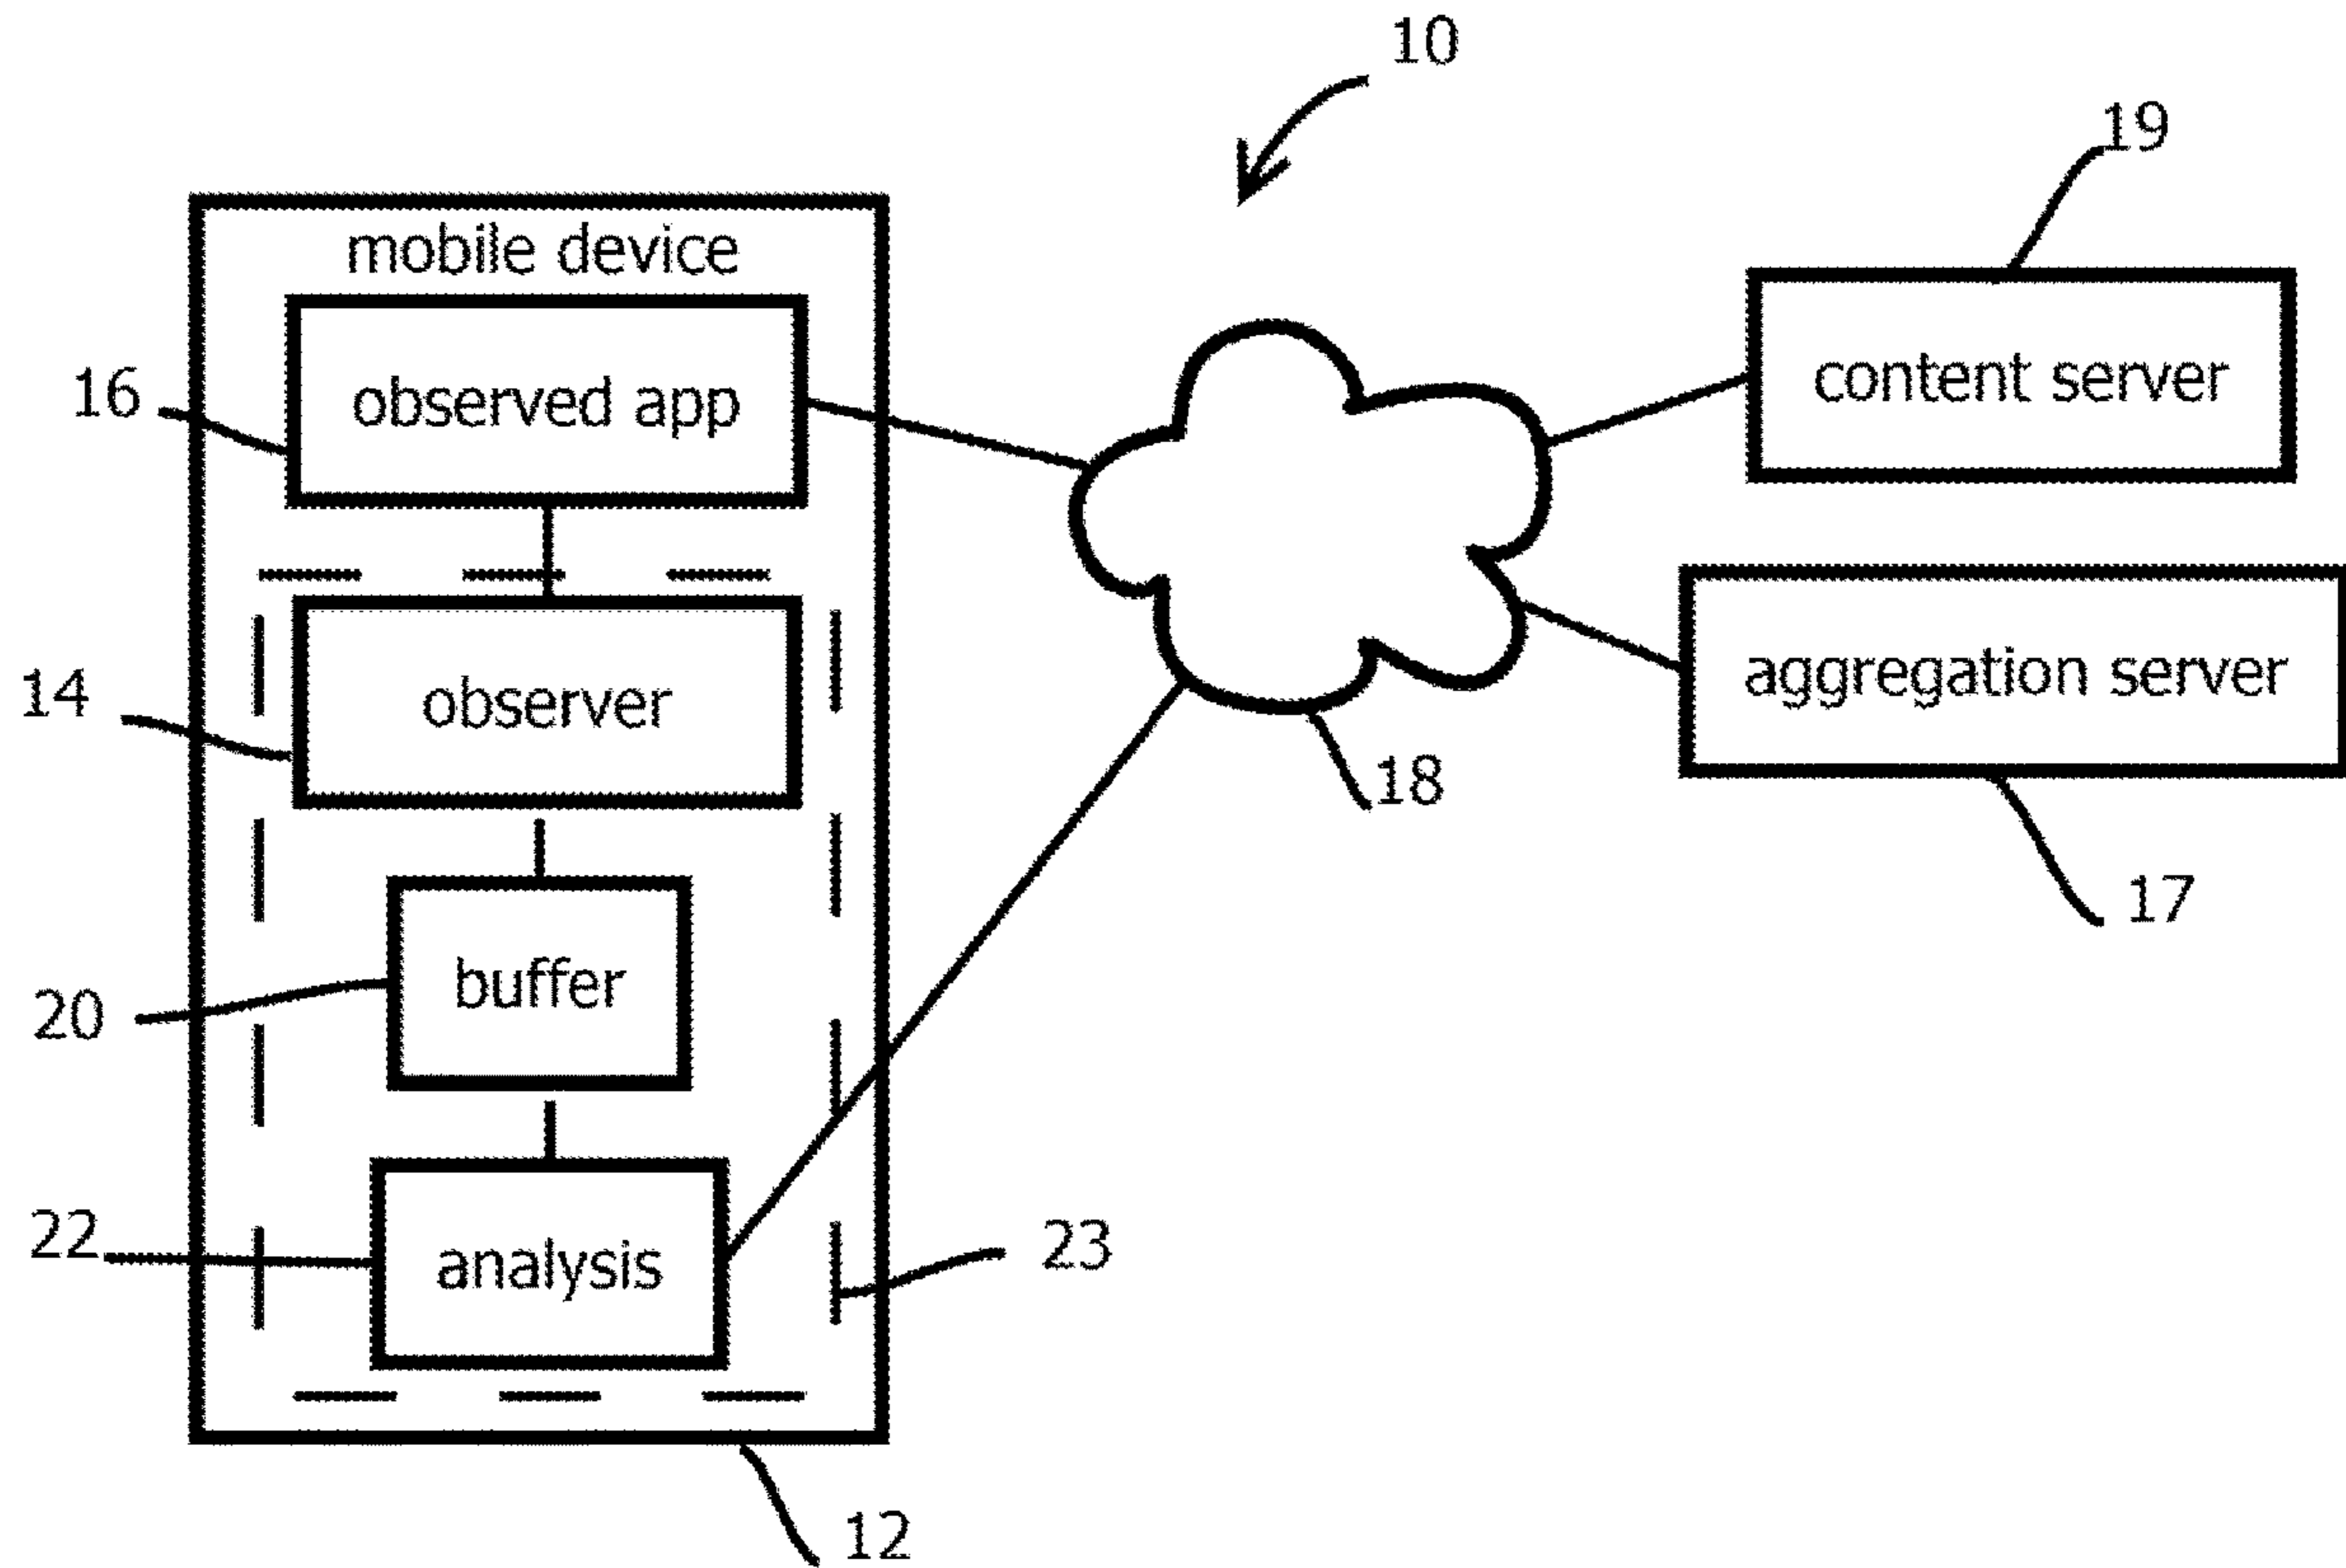 10
19
mobile device
16
observed app
content server
14
observer
aggregation server
18
17
20
buffer
22
analysis
23
12